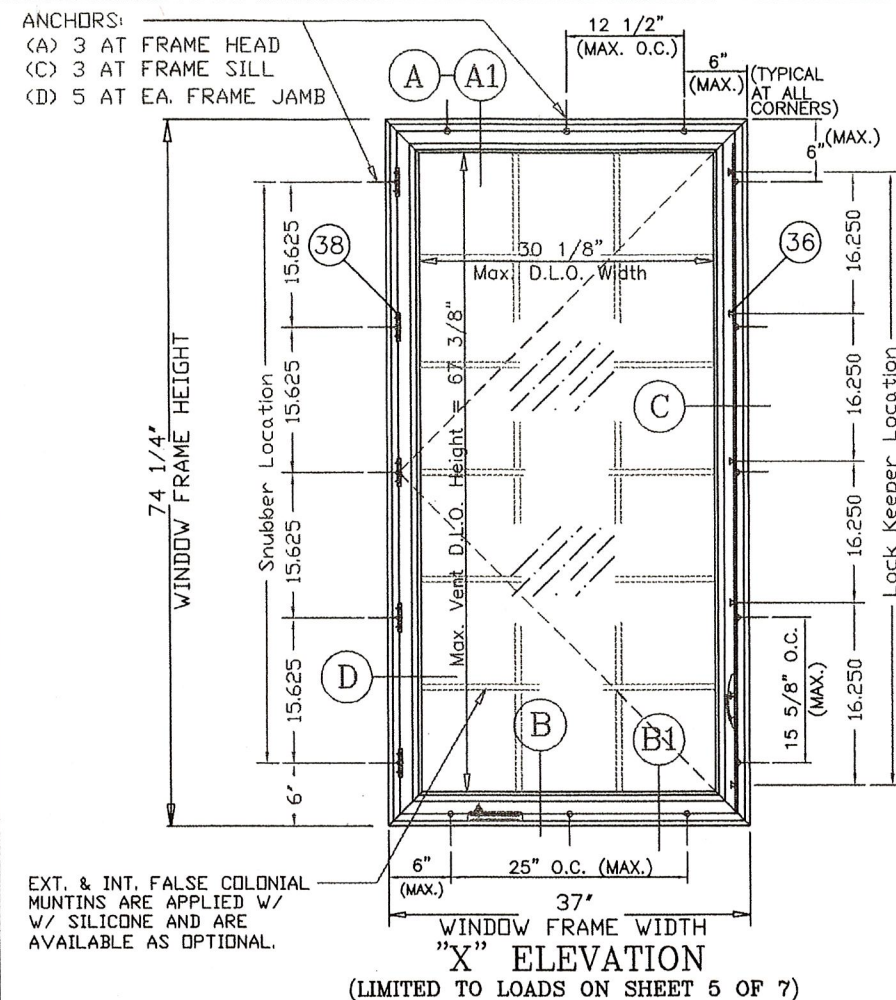 ANCHORS:
(A) 3 AT FRAME HEAD
(C) 3 AT FRAME SILL
(D) 5 AT EA. FRAME JAMB
12 1/2"
(MAX. O.C.)
6"
(MAX.)
(TYPICAL
AT ALL
CORNERS)
6"(MAX.)
A
A1
38
36
30 1/8"
Max. D.L.O. Width
Max. Vent D.L.O. Height = 67 3/8"
C
D
B
B1
74 1/4"
WINDOW FRAME HEIGHT
Snubber Location
15.625
15.625
15.625
15.625
6"
16.250
16.250
16.250
16.250
15 5/8" O.C.
(MAX.)
Lock Keeper Location
EXT. & INT. FALSE COLONIAL
MUNTINS ARE APPLIED W/
W/ SILICONE AND ARE
AVAILABLE AS OPTIONAL.
6"
(MAX.)
25" O.C. (MAX.)
37"
WINDOW FRAME WIDTH
"X" ELEVATION
(LIMITED TO LOADS ON SHEET 5 OF 7)